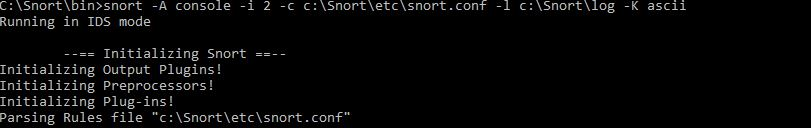 C:\Snort\bin>snort -A console -i 2 -c c:\Snort\etc\snort.conf -l c:\Snort\log -K ascii
Running in IDS mode
--== Initializing Snort ==--
Initializing Output Plugins!
Initializing Preprocessors!
Initializing Plug-ins!
Parsing Rules file "c:\Snort\etc\snort.conf"